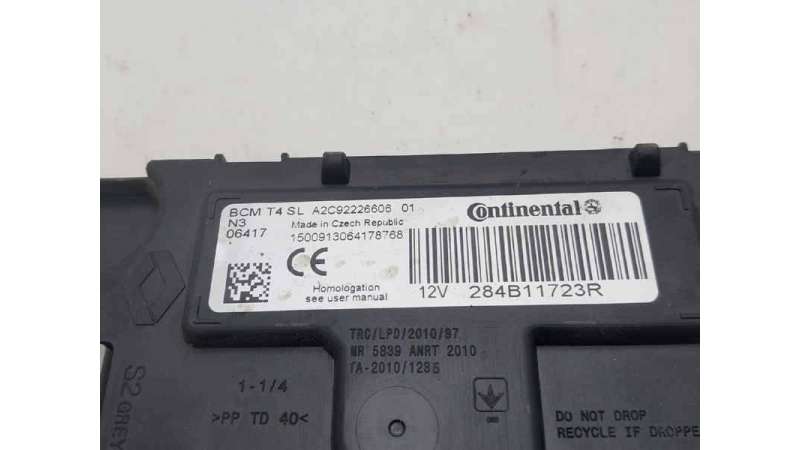 BCM T4 SL A2C92226606 01
N3 Made in Czech Republic
06417 1500913064178768
Continental
CE
Homologation
see user manual
12V 284B11723R
TRC/LPD/2010/97
MR 5839 ANRT 2010
TA-2010/1286
1-1/4
>PP TD 40<
S2 GREY
DO NOT DROP
RECYCLE IF DROPPE